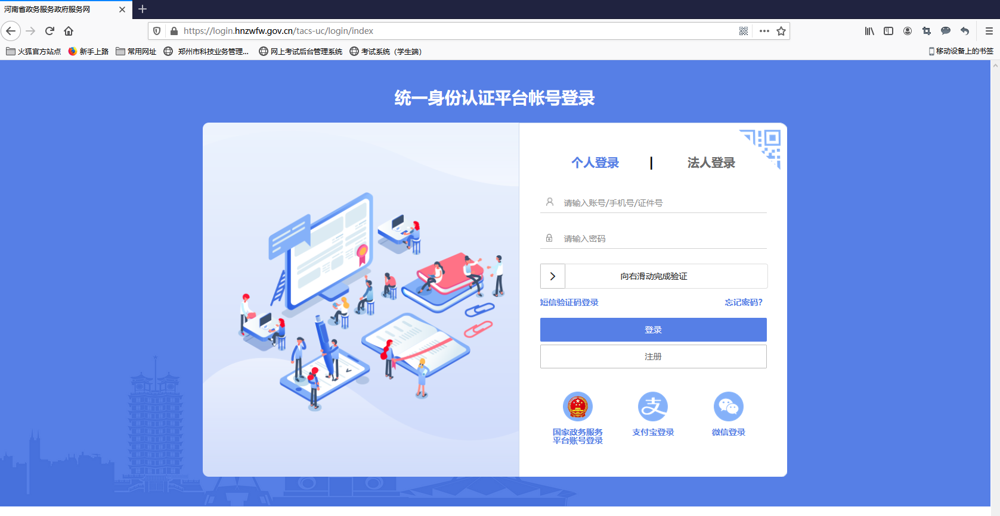 河南省政务服务政府服务网
https://login.hnzwfw.gov.cn/tacs-uc/login/index
火狐官方站点 新手上路 常用网址 郑州市科技业务管理... 网上考试后台管理系统 考试系统（学生端） 移动设备上的书签
统一身份认证平台帐号登录
个人登录 | 法人登录
请输入账号/手机号/证件号
请输入密码
向右滑动完成验证
短信验证码登录 忘记密码?
登录
注册
国家政务服务 支付宝登录 微信登录
平台账号登录